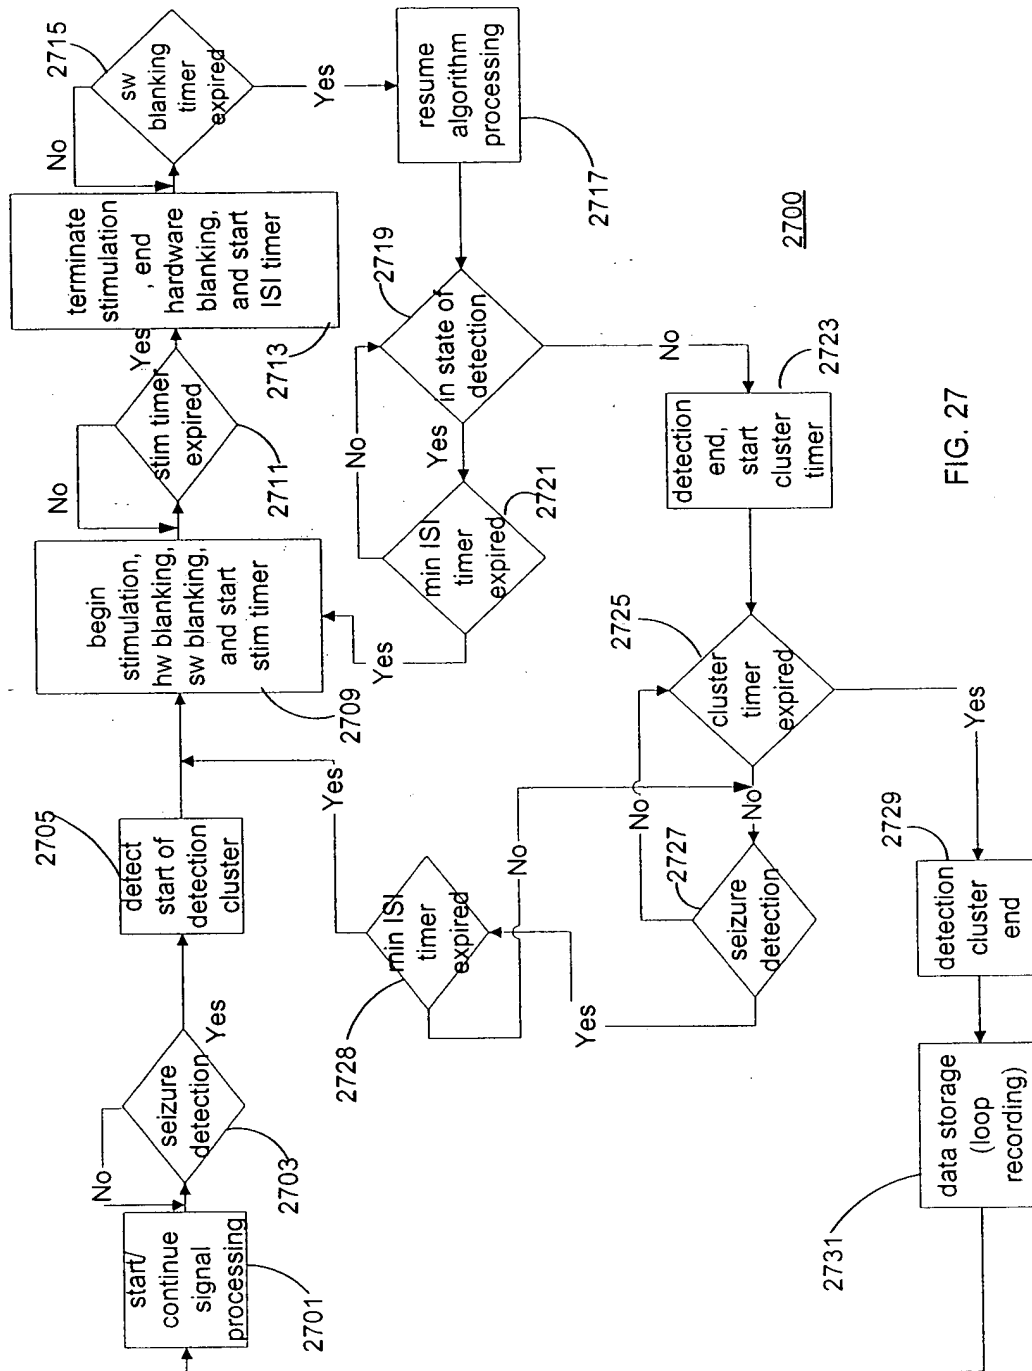 start/
continue
signal
processing
2701
No
seizure
detection
2703
Yes
2705
detect
start of
detection
cluster
begin
stimulation,
hw blanking,
sw blanking,
and start
stim timer
2709
No
stim timer
expired
2711
Yes
terminate
stimulation
, end
hardware
blanking,
and start
ISI timer
2713
No
2715
sw
blanking
timer
expired
Yes
resume
algorithm
processing
2717
2719
in state of
detection
Yes
No
min ISI
timer
expired
2721
Yes
No
detection
end,
start
cluster
timer
2723
2725
cluster
timer
expired
No
2727
seizure
detection
No
Yes
min ISI
timer
expired
2728
Yes
No
Yes
2729
detection
cluster
end
data storage
(loop
recording)
2731
2700
FIG. 27